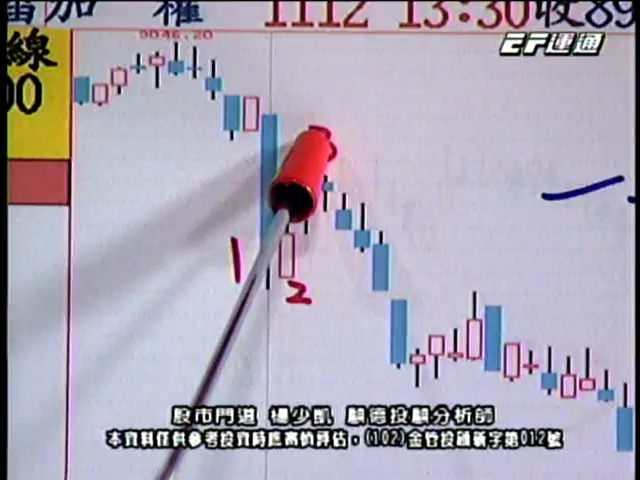 富加權 1112 13:30收89
線
00
9046.20
EF運通
1
2
股市門道 楊少凱 麟德投顧分析師
本資料僅供參考投資時應審慎評估，(102)金管投顧新字第012號